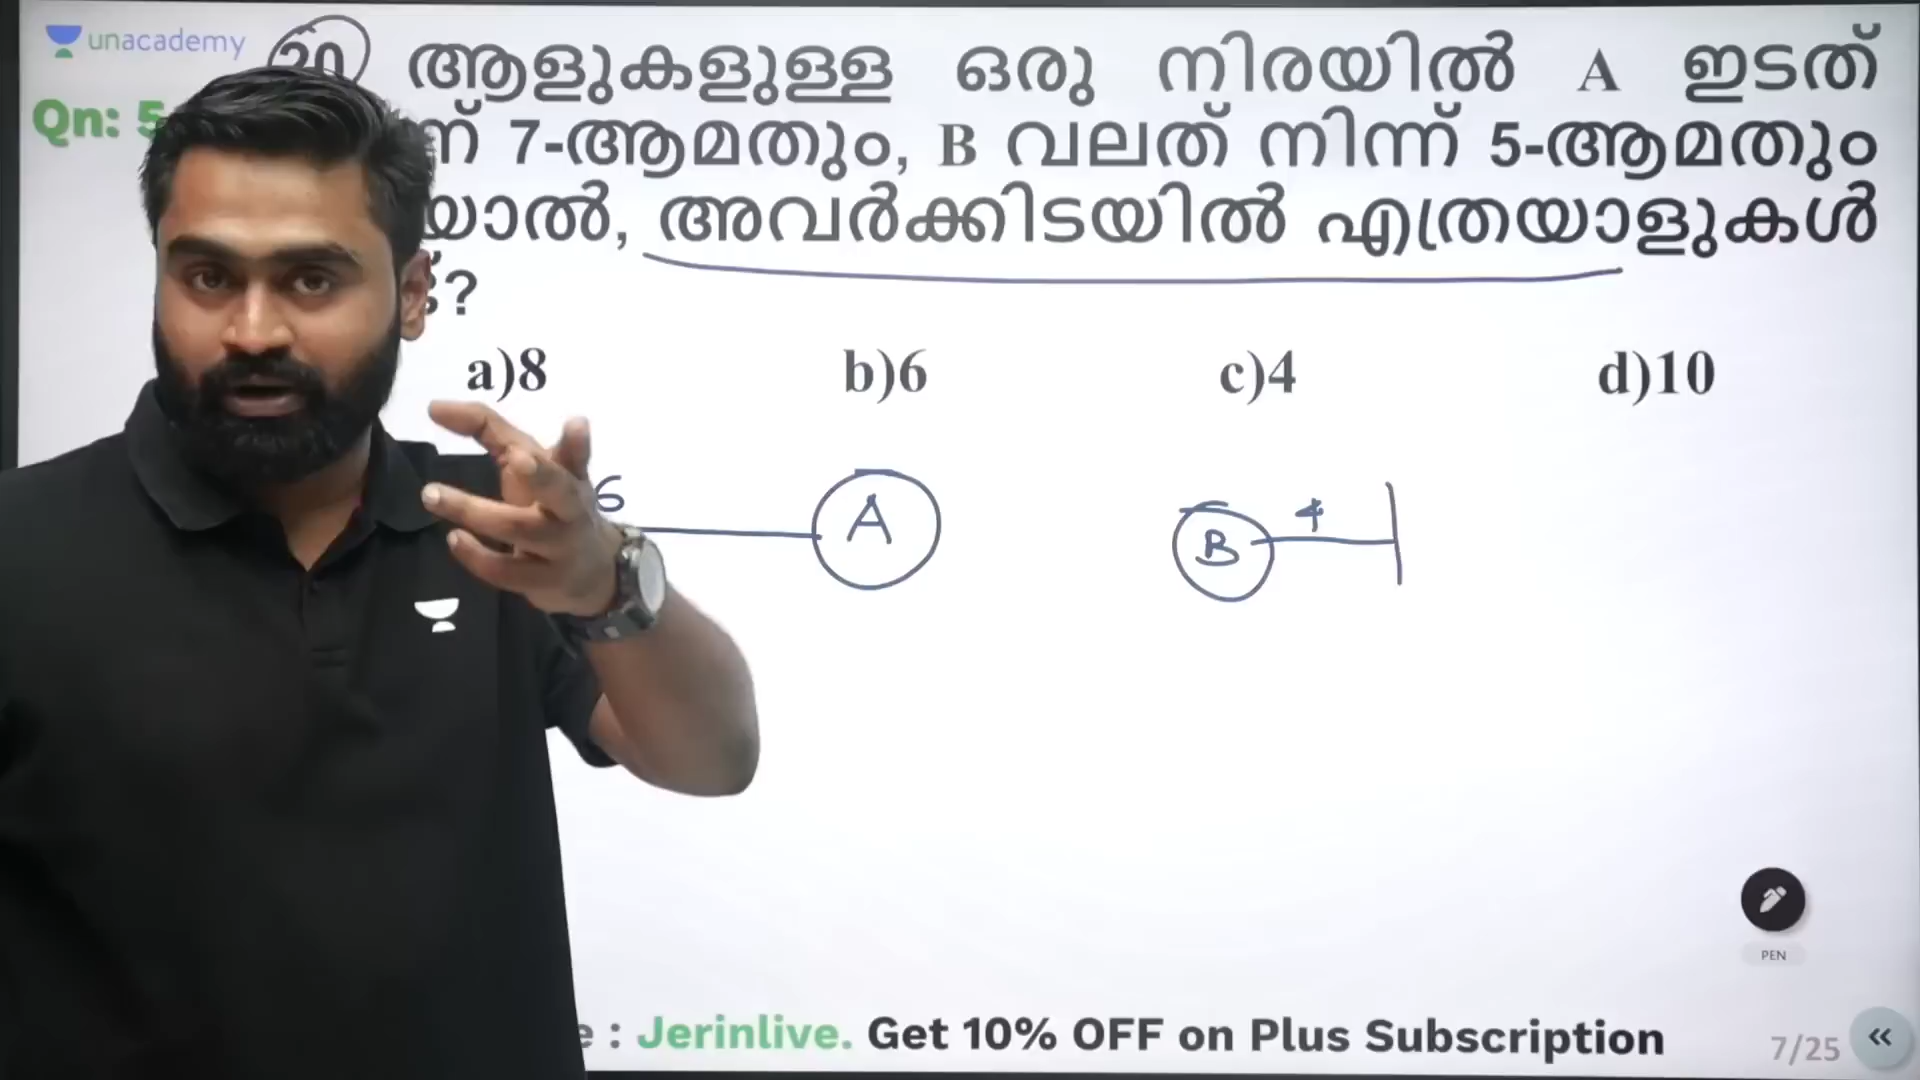 unacademy
20 ആളുകളുള്ള ഒരു നിരയിൽ A ഇടത്
Qn: 5
7-ആമതും, B വലത് നിന്ന് 5-ആമതും
അവർക്കിടയിൽ എത്രയാളുകൾ
?
a)8 b)6 c)4 d)10
6 A B 4
PEN
: Jerinlive. Get 10% OFF on Plus Subscription
7/25